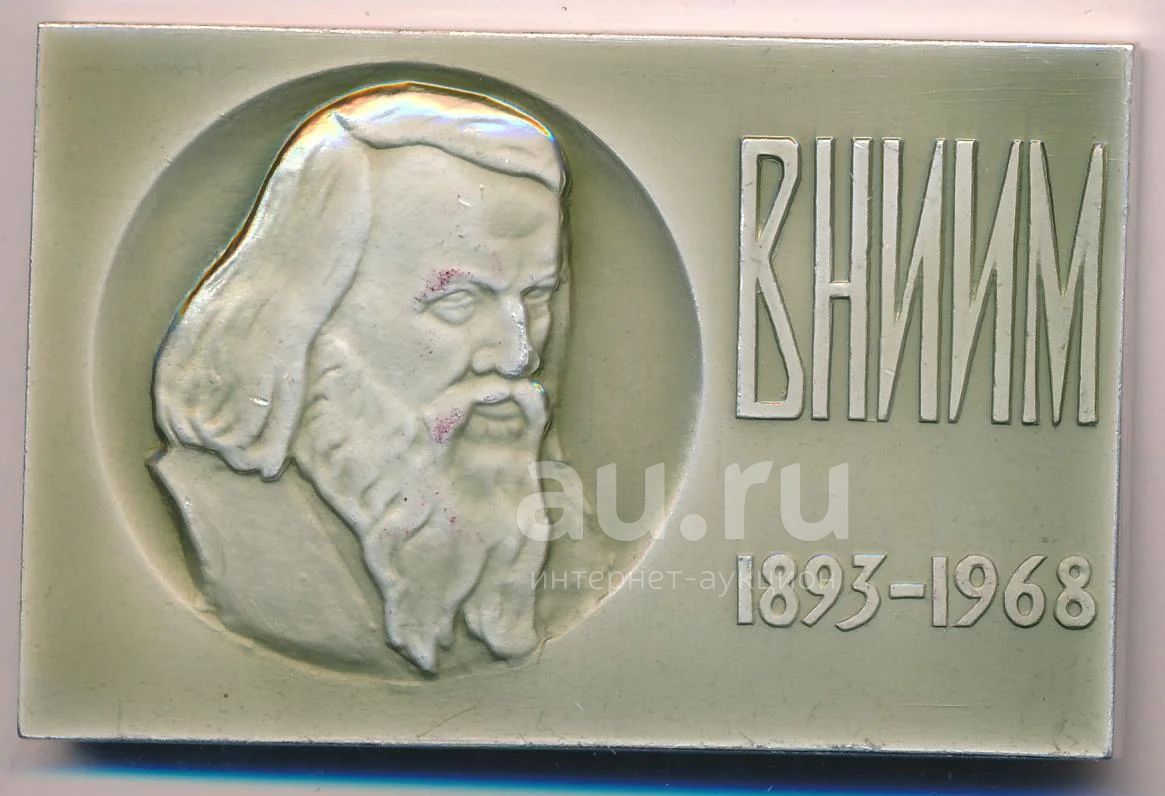 ВНИИМ
au.ru
интернет-аукцион
1893-1968